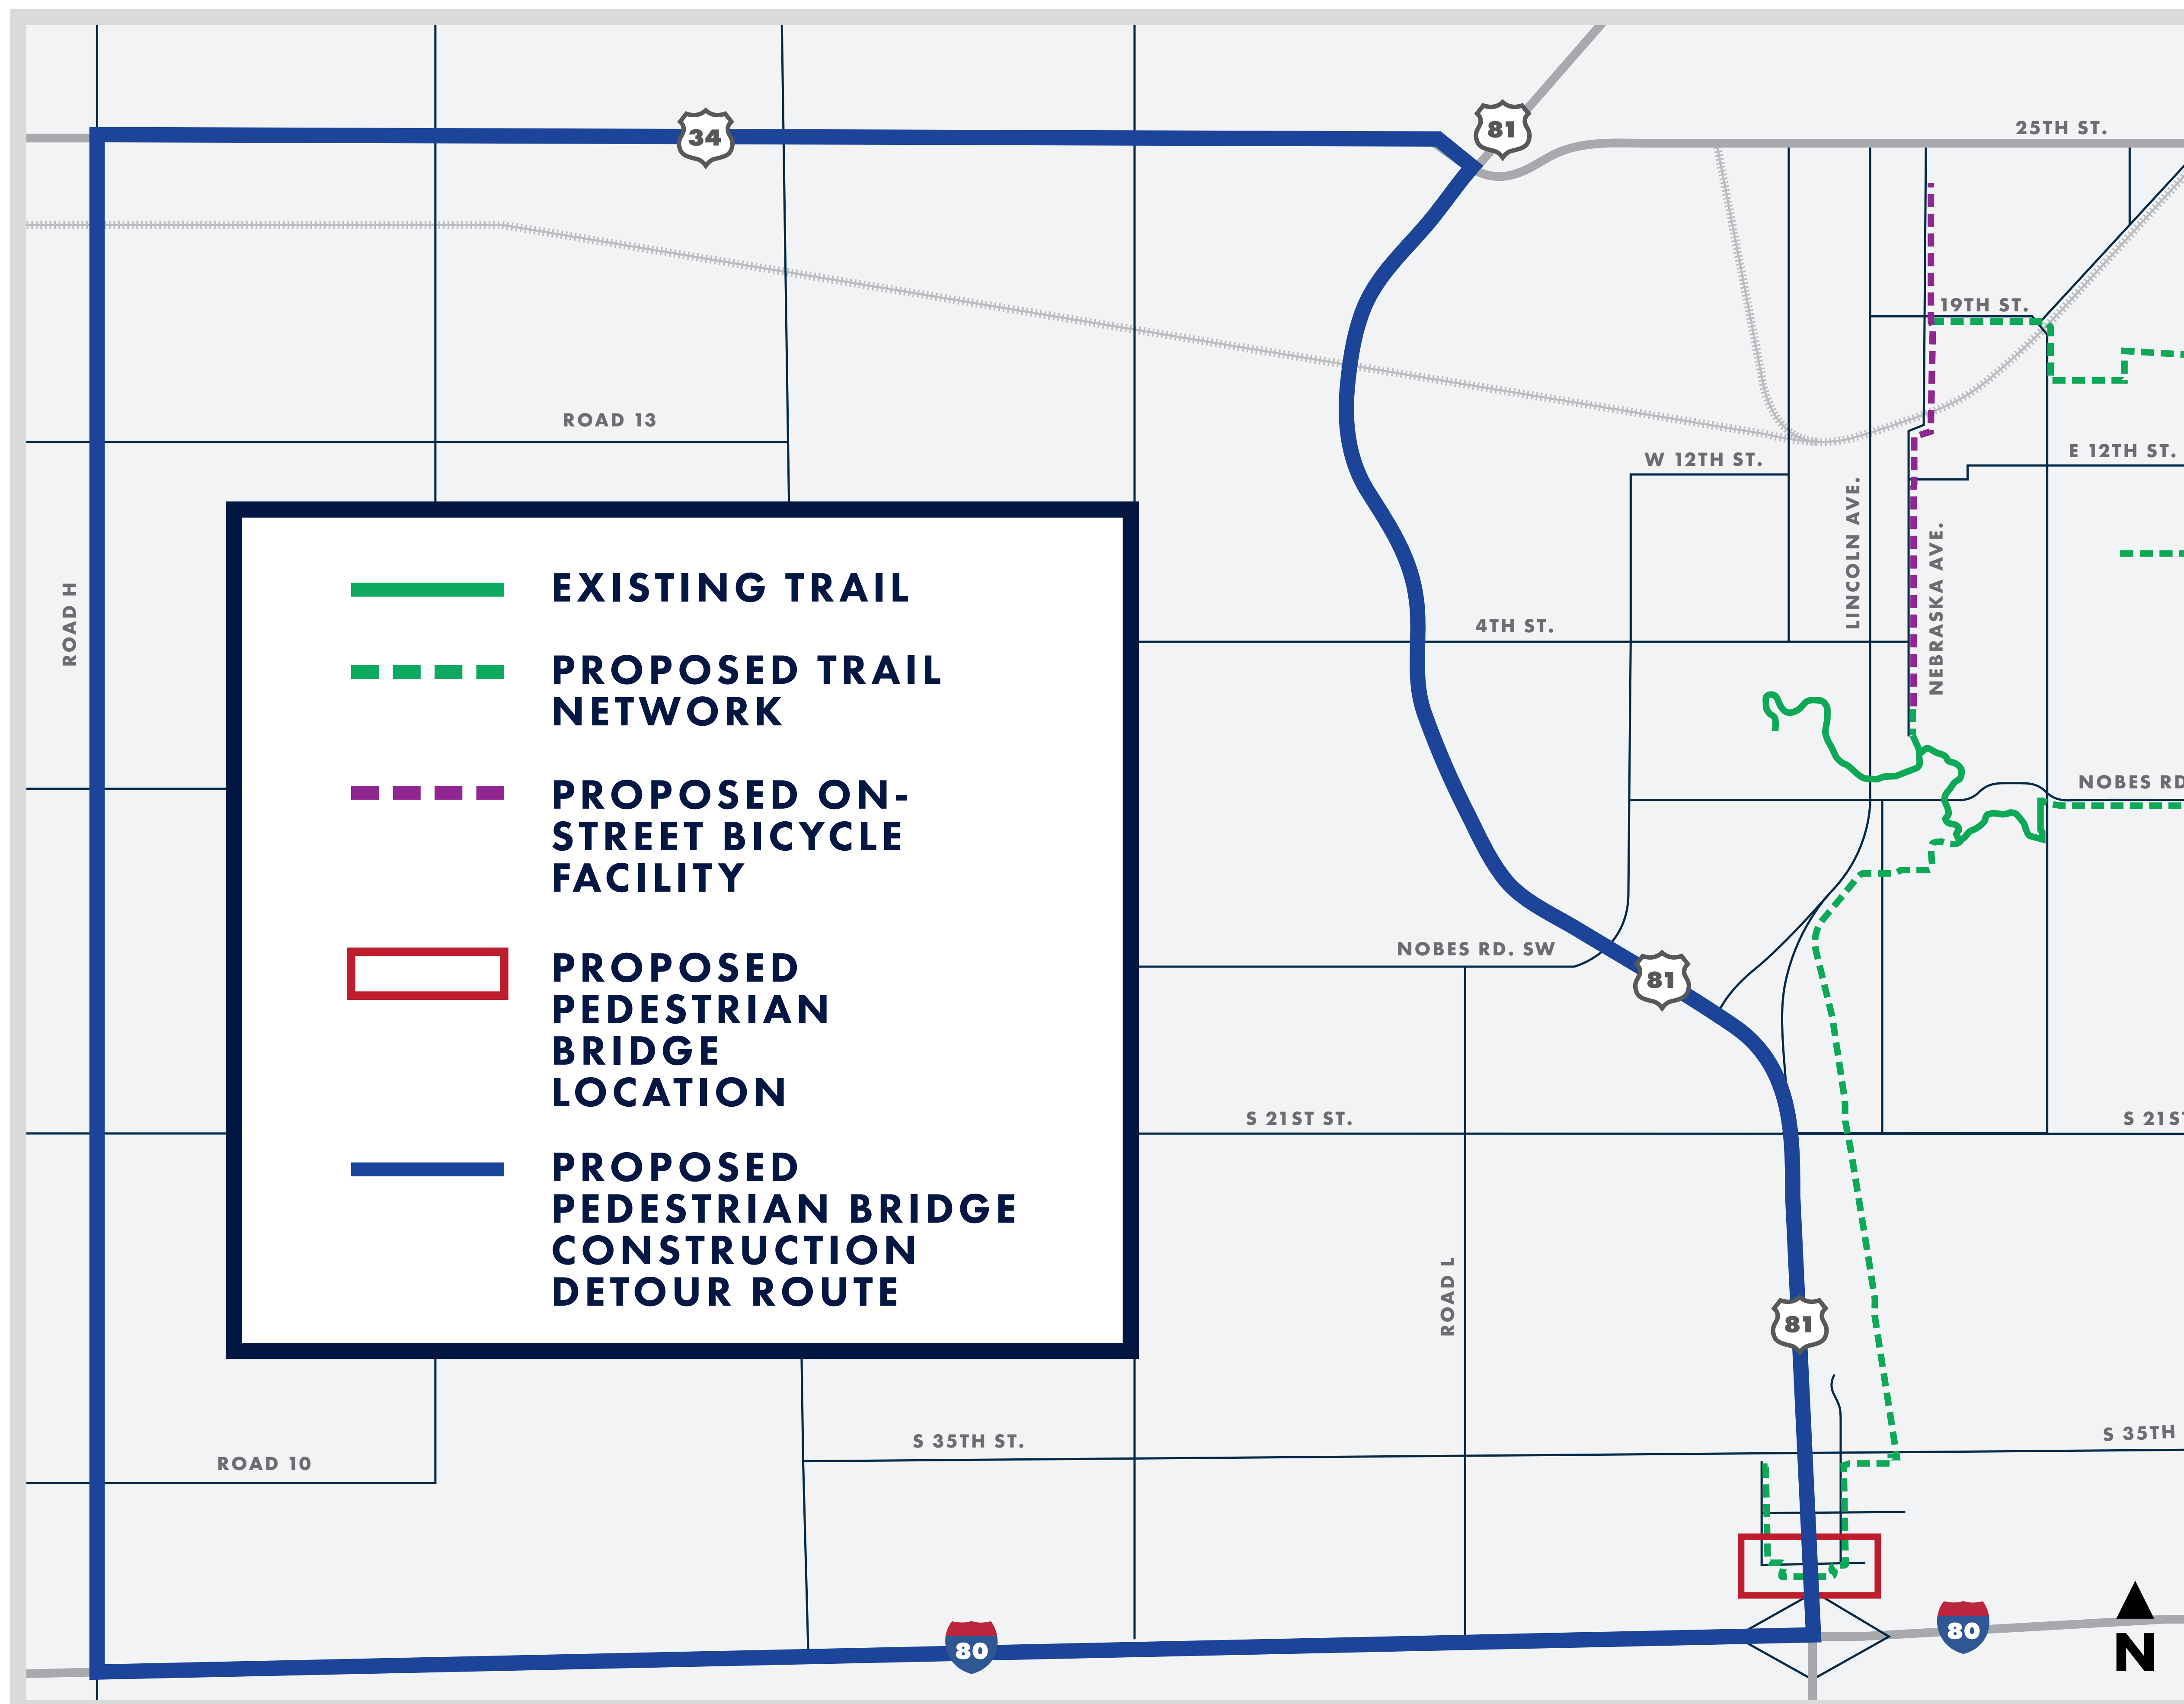 34
81
25TH ST.
19TH ST.
ROAD 13
W 12TH ST.
E 12TH ST.
LINCOLN AVE.
NEBRASKA AVE.
ROAD H
EXISTING TRAIL
PROPOSED TRAIL
NETWORK
PROPOSED ON-
STREET BICYCLE
FACILITY
PROPOSED
PEDESTRIAN
BRIDGE
LOCATION
PROPOSED
PEDESTRIAN BRIDGE
CONSTRUCTION
DETOUR ROUTE
4TH ST.
NOBES RD
NOBES RD. SW
81
S 21ST ST.
S 21S
ROAD L
81
S 35TH ST.
S 35TH
ROAD 10
80
80
N